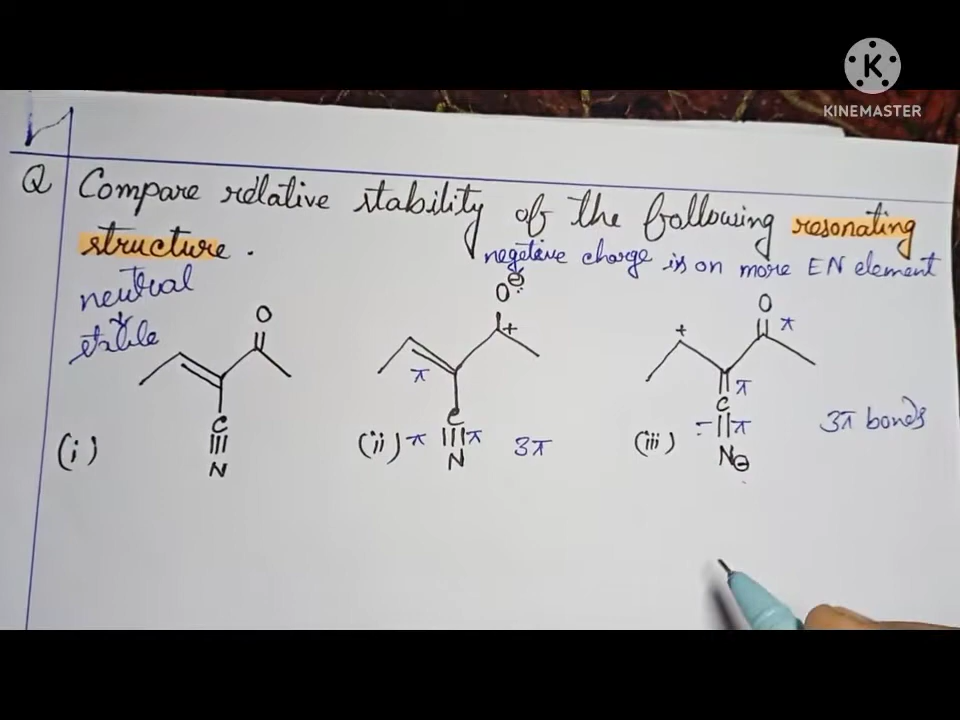 KINEMASTER
Q Compare relative stability of the following resonating
structure.
negetive charge is on more EN element
neutral
stable
O
O ⊖
+
O
π
+
π
C
N
(i)
C
π π
N
(ii)
3π
π
C
π
N⊖
(iii)
3π bonds